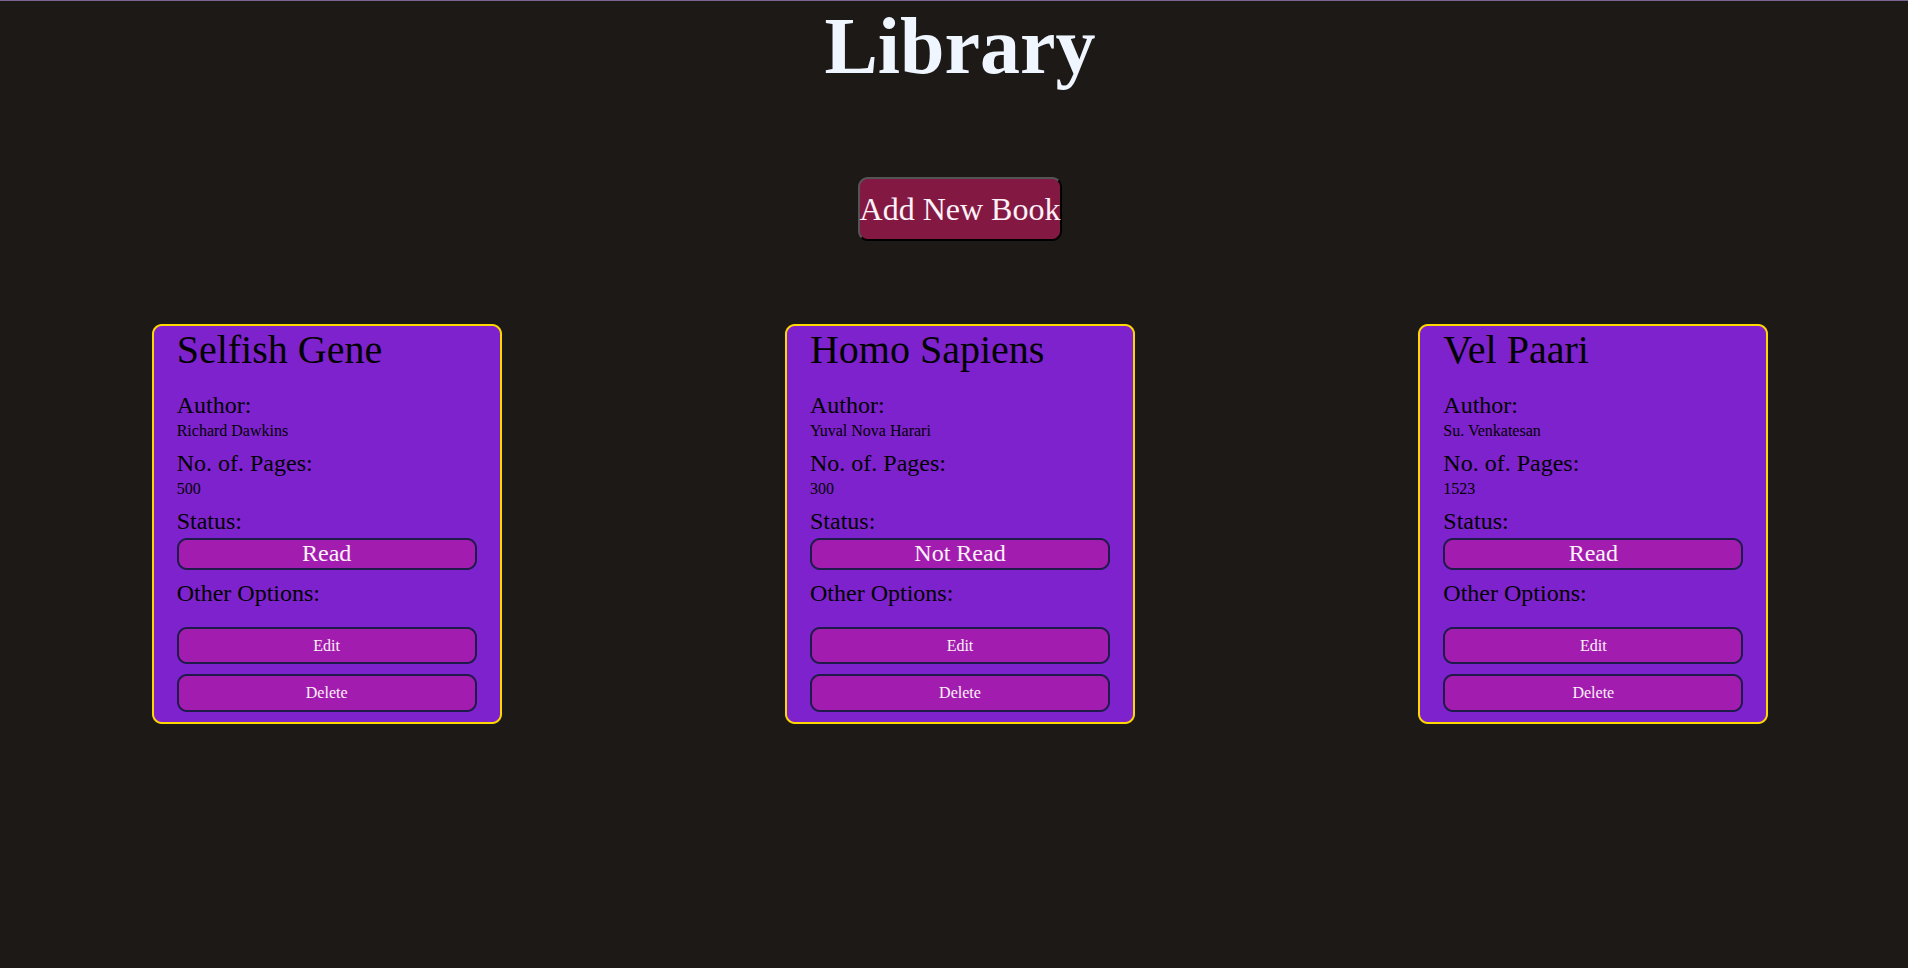 Library
Add New Book
Selfish Gene
Author:
Richard Dawkins
No. of. Pages:
500
Status:
Read
Other Options:
Edit
Delete
Homo Sapiens
Author:
Yuval Nova Harari
No. of. Pages:
300
Status:
Not Read
Other Options:
Edit
Delete
Vel Paari
Author:
Su. Venkatesan
No. of. Pages:
1523
Status:
Read
Other Options:
Edit
Delete